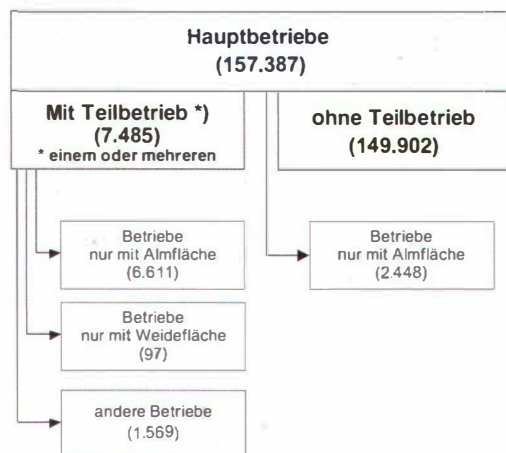 Hauptbetriebe
(157.387)
Mit Teilbetrieb *)
(7.485)
* einem oder mehreren
ohne Teilbetrieb
(149.902)
Betriebe
nur mit Almfläche
(6.611)
Betriebe
nur mit Almfläche
(2.448)
Betriebe
nur mit Weidefläche
(97)
andere Betriebe
(1.569)